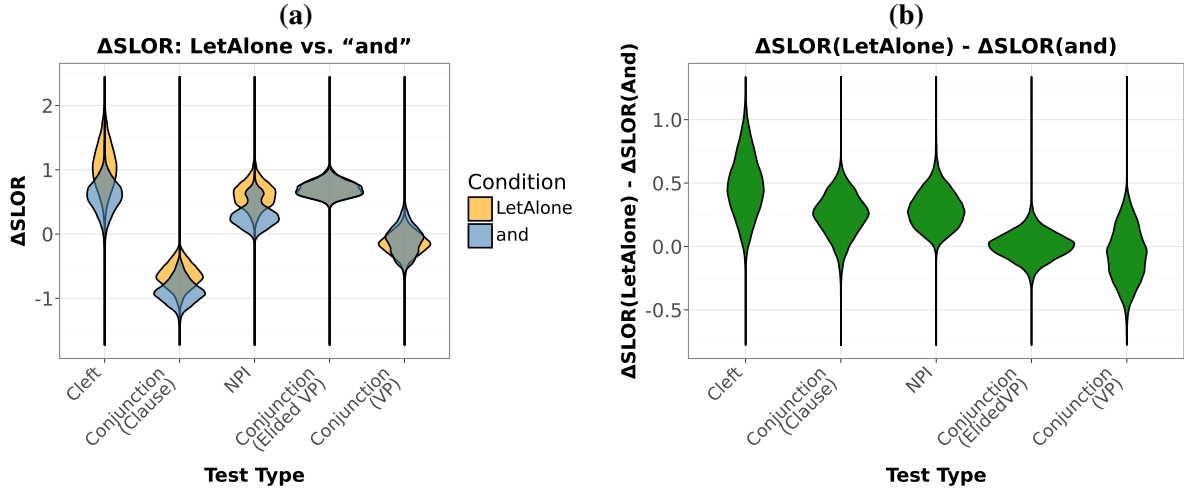 (a)
ΔSLOR: LetAlone vs. “and”
ΔSLOR
2
1
0
-1
Cleft
Conjunction
(Clause)
NPI
Conjunction
(Elided VP)
Conjunction
(VP)
Test Type
Condition
LetAlone
and
(b)
ΔSLOR(LetAlone) - ΔSLOR(and)
ΔSLOR(LetAlone) - ΔSLOR(And)
1.0
0.5
0.0
-0.5
Cleft
Conjunction
(Clause)
NPI
Conjunction
(ElidedVP)
Conjunction
(VP)
Test Type